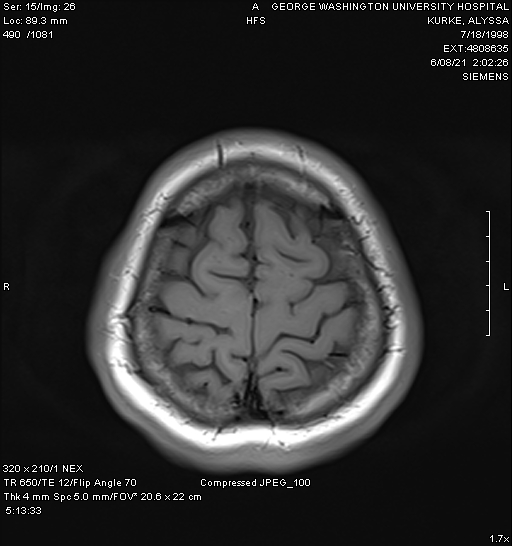 Ser: 15/Img: 26
Loc: 89.3 mm
490 /1081
A
HFS
GEORGE WASHINGTON UNIVERSITY HOSPITAL
KURKE, ALYSSA
7/18/1998
EXT:4808635
6/08/21 2:02:26
SIEMENS
R
L
320 x 210/1 NEX
TR 650/TE 12/Flip Angle 70
Thk 4 mm Spc 5.0 mm/FOV* 20.6 x 22 cm
5:13:33
Compressed JPEG_100
1.7x